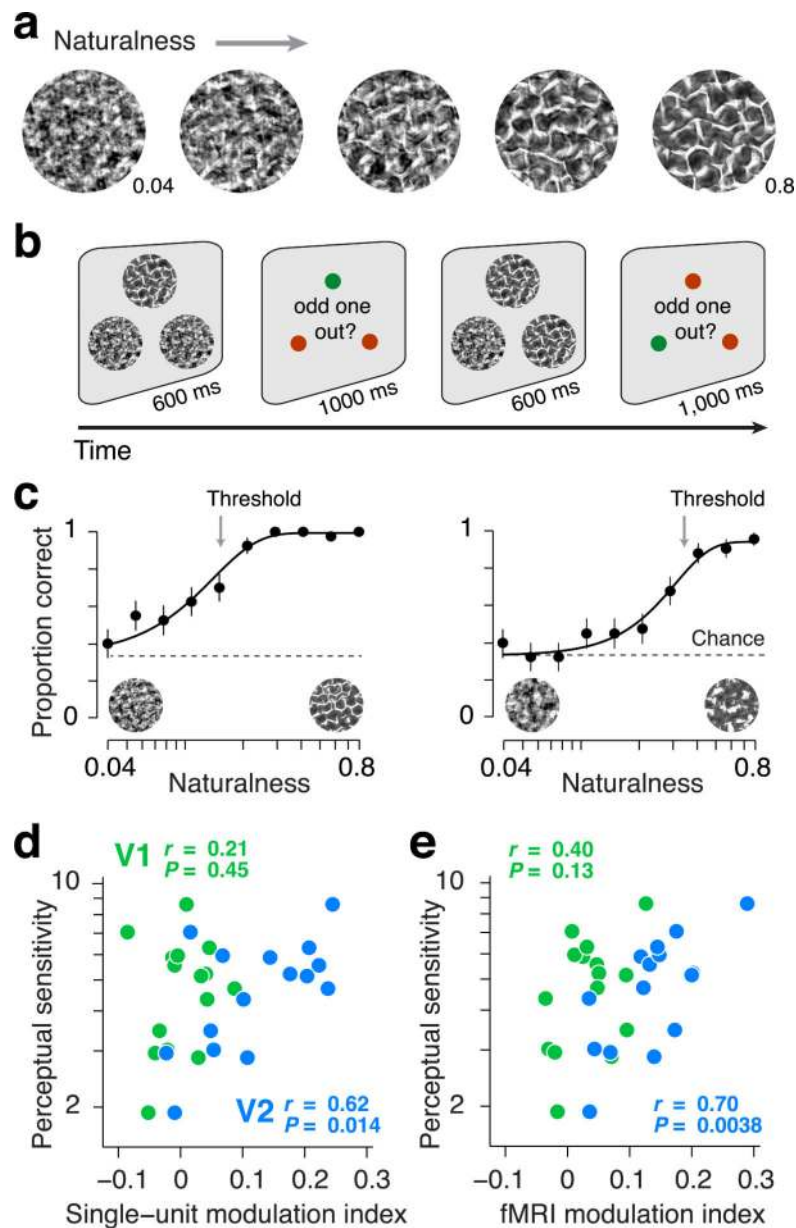 a
Naturalness
0.04
0.8
b
odd one
out?
odd one
out?
600 ms
1000 ms
600 ms
1,000 ms
Time
c
Threshold
Threshold
1
1
Proportion correct
Chance
0
0
0.04
0.8
0.04
0.8
Naturalness
Naturalness
d
V1
r = 0.21
P = 0.45
10
Perceptual sensitivity
2
V2
r = 0.62
P = 0.014
−0.1 0 0.1 0.2 0.3
Single−unit modulation index
e
r = 0.40
P = 0.13
10
Perceptual sensitivity
2
r = 0.70
P = 0.0038
−0.1 0 0.1 0.2 0.3
fMRI modulation index